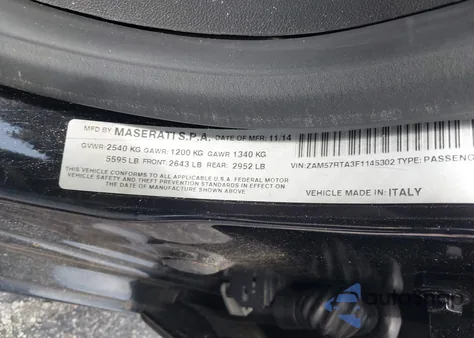 MFD BY MASERATI S.P.A. DATE OF MFR: 11/14
GVWR: 2540 KG GAWR: 1200 KG GAWR 1340 KG
5595 LB FRONT: 2643 LB REAR: 2952 LB
THIS VEHICLE CONFORMS TO ALL APPLICABLE U.S.A. FEDERAL MOTOR
VEHICLE SAFETY AND THEFT PREVENTION STANDARDS IN EFFECT ON
THE DATE OF MANUFACTURE SHOWN ABOVE.
VIN: ZAM57RTA3F1145302 TYPE: PASSENG
VEHICLE MADE IN: ITALY